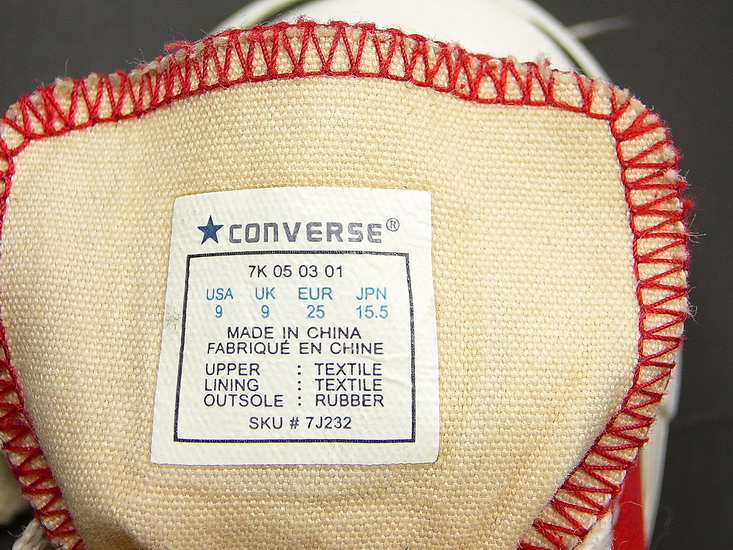 ★CONVERSE®
7K 05 03 01
USA UK EUR JPN
9 9 25 15.5
MADE IN CHINA
FABRIQUÉ EN CHINE
UPPER : TEXTILE
LINING : TEXTILE
OUTSOLE : RUBBER
SKU # 7J232